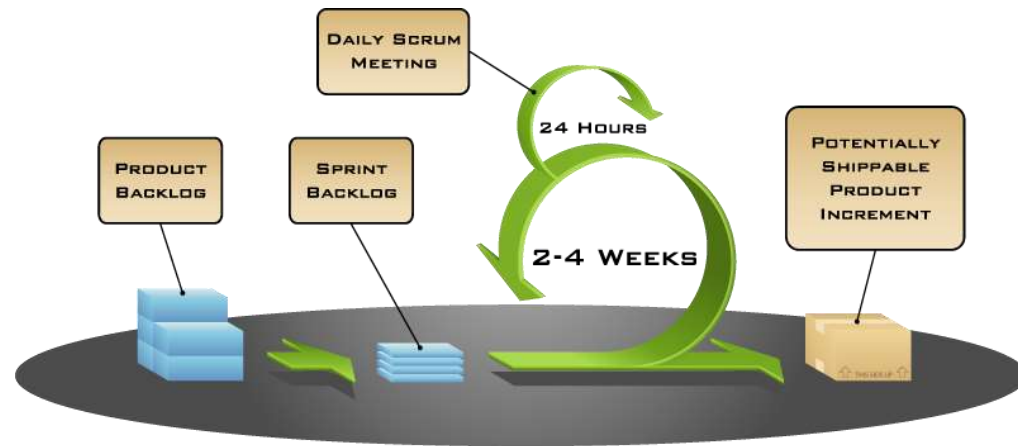 DAILY SCRUM
MEETING
24 HOURS
PRODUCT
BACKLOG
SPRINT
BACKLOG
POTENTIALLY
SHIPPABLE
PRODUCT
INCREMENT
2-4 WEEKS